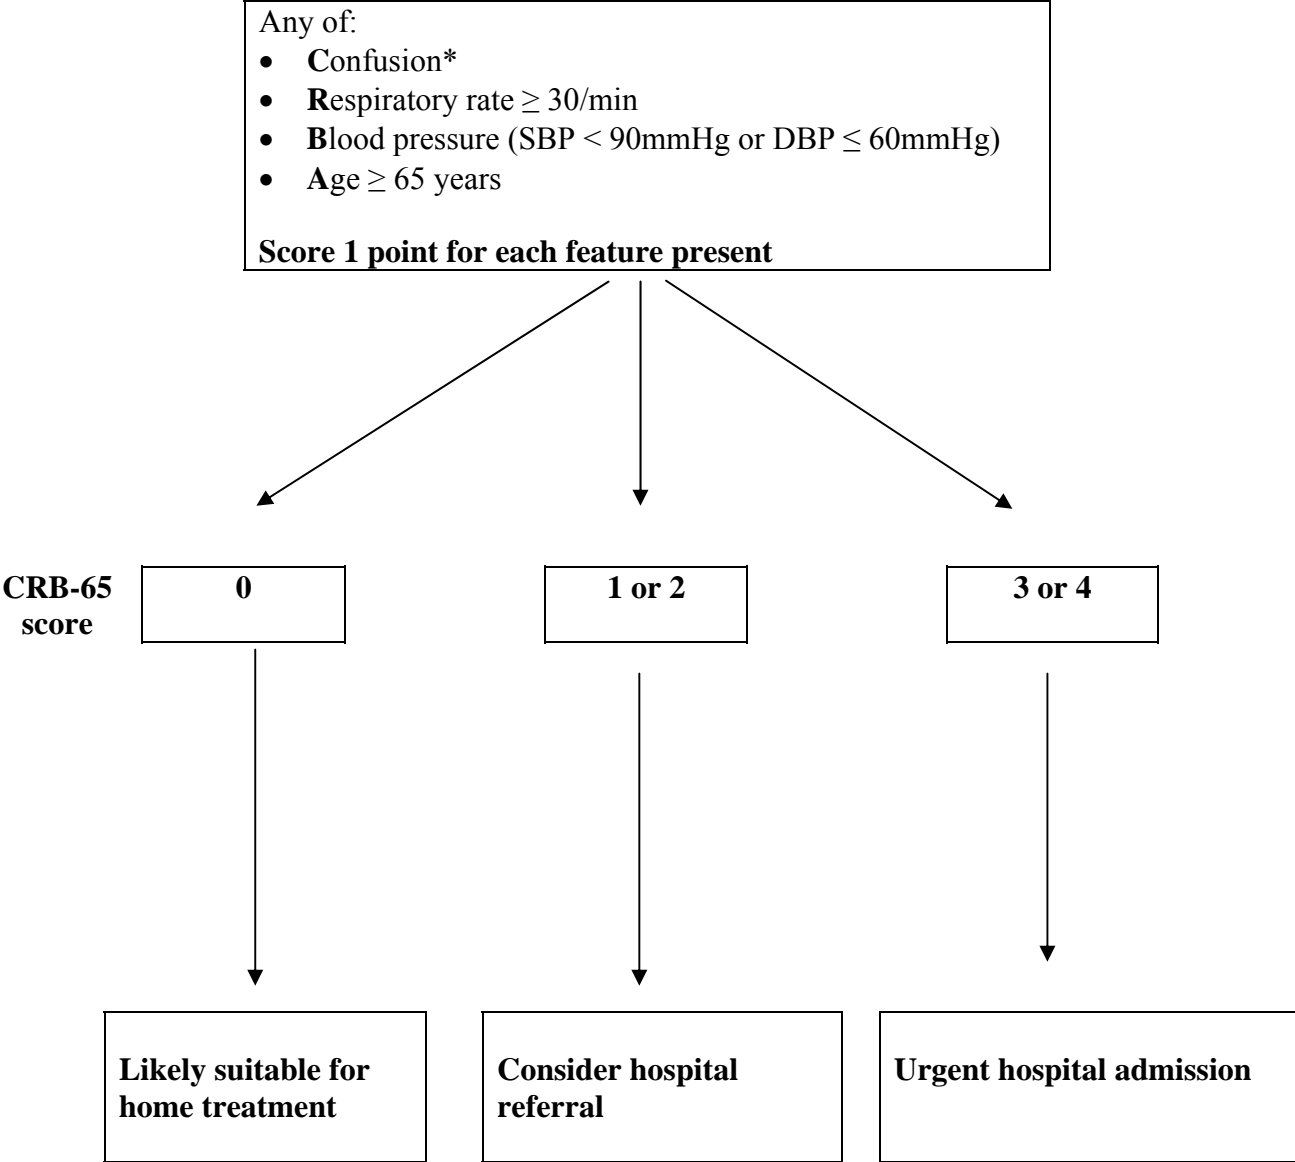 Any of:
• Confusion*
• Respiratory rate ≥ 30/min
• Blood pressure (SBP < 90mmHg or DBP ≤ 60mmHg)
• Age ≥ 65 years
Score 1 point for each feature present
CRB-65
score
0
1 or 2
3 or 4
Likely suitable for
home treatment
Consider hospital
referral
Urgent hospital admission